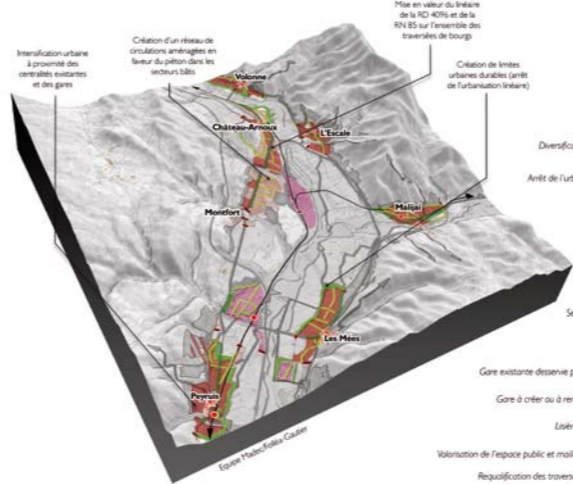 Mise en valeur du linéaire
de la RD 4096 et de la
RN 85 sur l'ensemble des
traversées de bourgs
Création d'un réseau de
circulations aménagées en
faveur du piéton dans les
secteurs bâtis
Intensification urbaine
à proximité des
centralités existantes
et des gares
Création de limites
urbaines durables (arrêt
de l'urbanisation linéaire)
Volonne
Château-Arnoux
L'Escale
Montfort
Malijai
Les Mées
Peyruis
Equipe Madec/Folléa-Gautier
Diversific
Arrêt de l'ur
Se
Gare existante desservie p
Gare à créer ou à re
Lisièr
Valorisation de l'espace public et mail
Requalification des travers